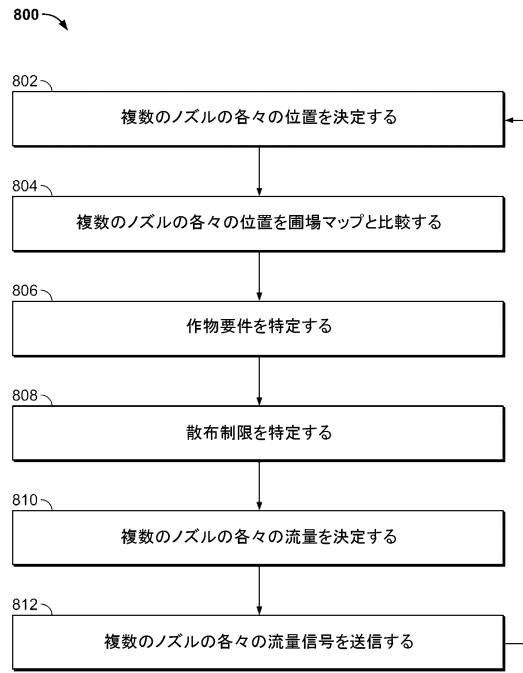 800
802
複数のノズルの各々の位置を決定する
804
複数のノズルの各々の位置を圃場マップと比較する
806
作物要件を特定する
808
散布制限を特定する
810
複数のノズルの各々の流量を決定する
812
複数のノズルの各々の流量信号を送信する